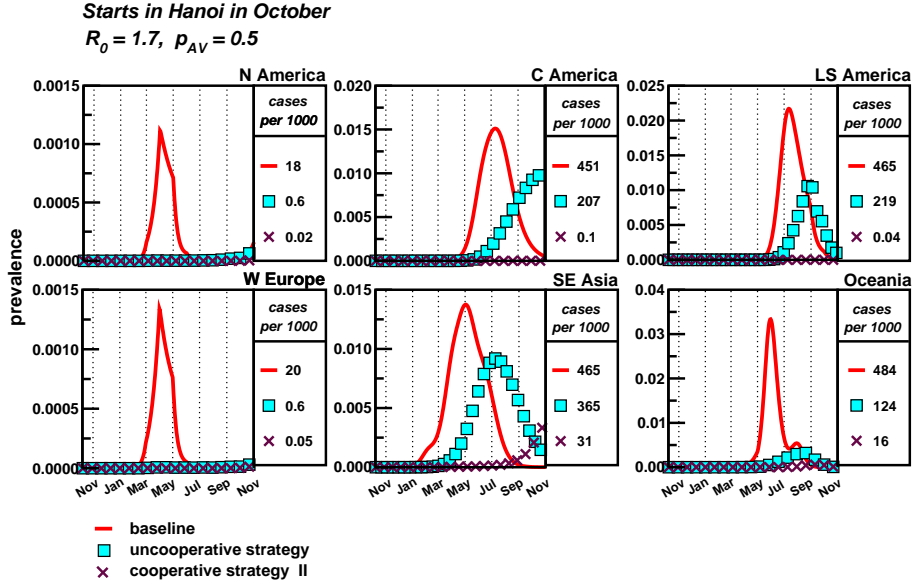 Starts in Hanoi in October
R0 = 1.7, pAV = 0.5
N America
C America
LS America
0.0015
0.0010
0.0005
0.0000
cases
per 1000
18
0.6
0.02
0.020
0.015
0.010
0.005
0.000
cases
per 1000
451
207
0.1
0.025
0.020
0.015
0.010
0.005
0.000
cases
per 1000
465
219
0.04
prevalence
W Europe
SE Asia
Oceania
0.0015
0.0010
0.0005
0.0000
cases
per 1000
20
0.6
0.05
0.015
0.010
0.005
0.000
cases
per 1000
465
365
31
0.04
0.03
0.02
0.01
0.00
cases
per 1000
484
124
16
Nov Jan Mar May Jul Sep Nov
Nov Jan Mar May Jul Sep Nov
Nov Jan Mar May Jul Sep Nov
baseline
uncooperative strategy
cooperative strategy II